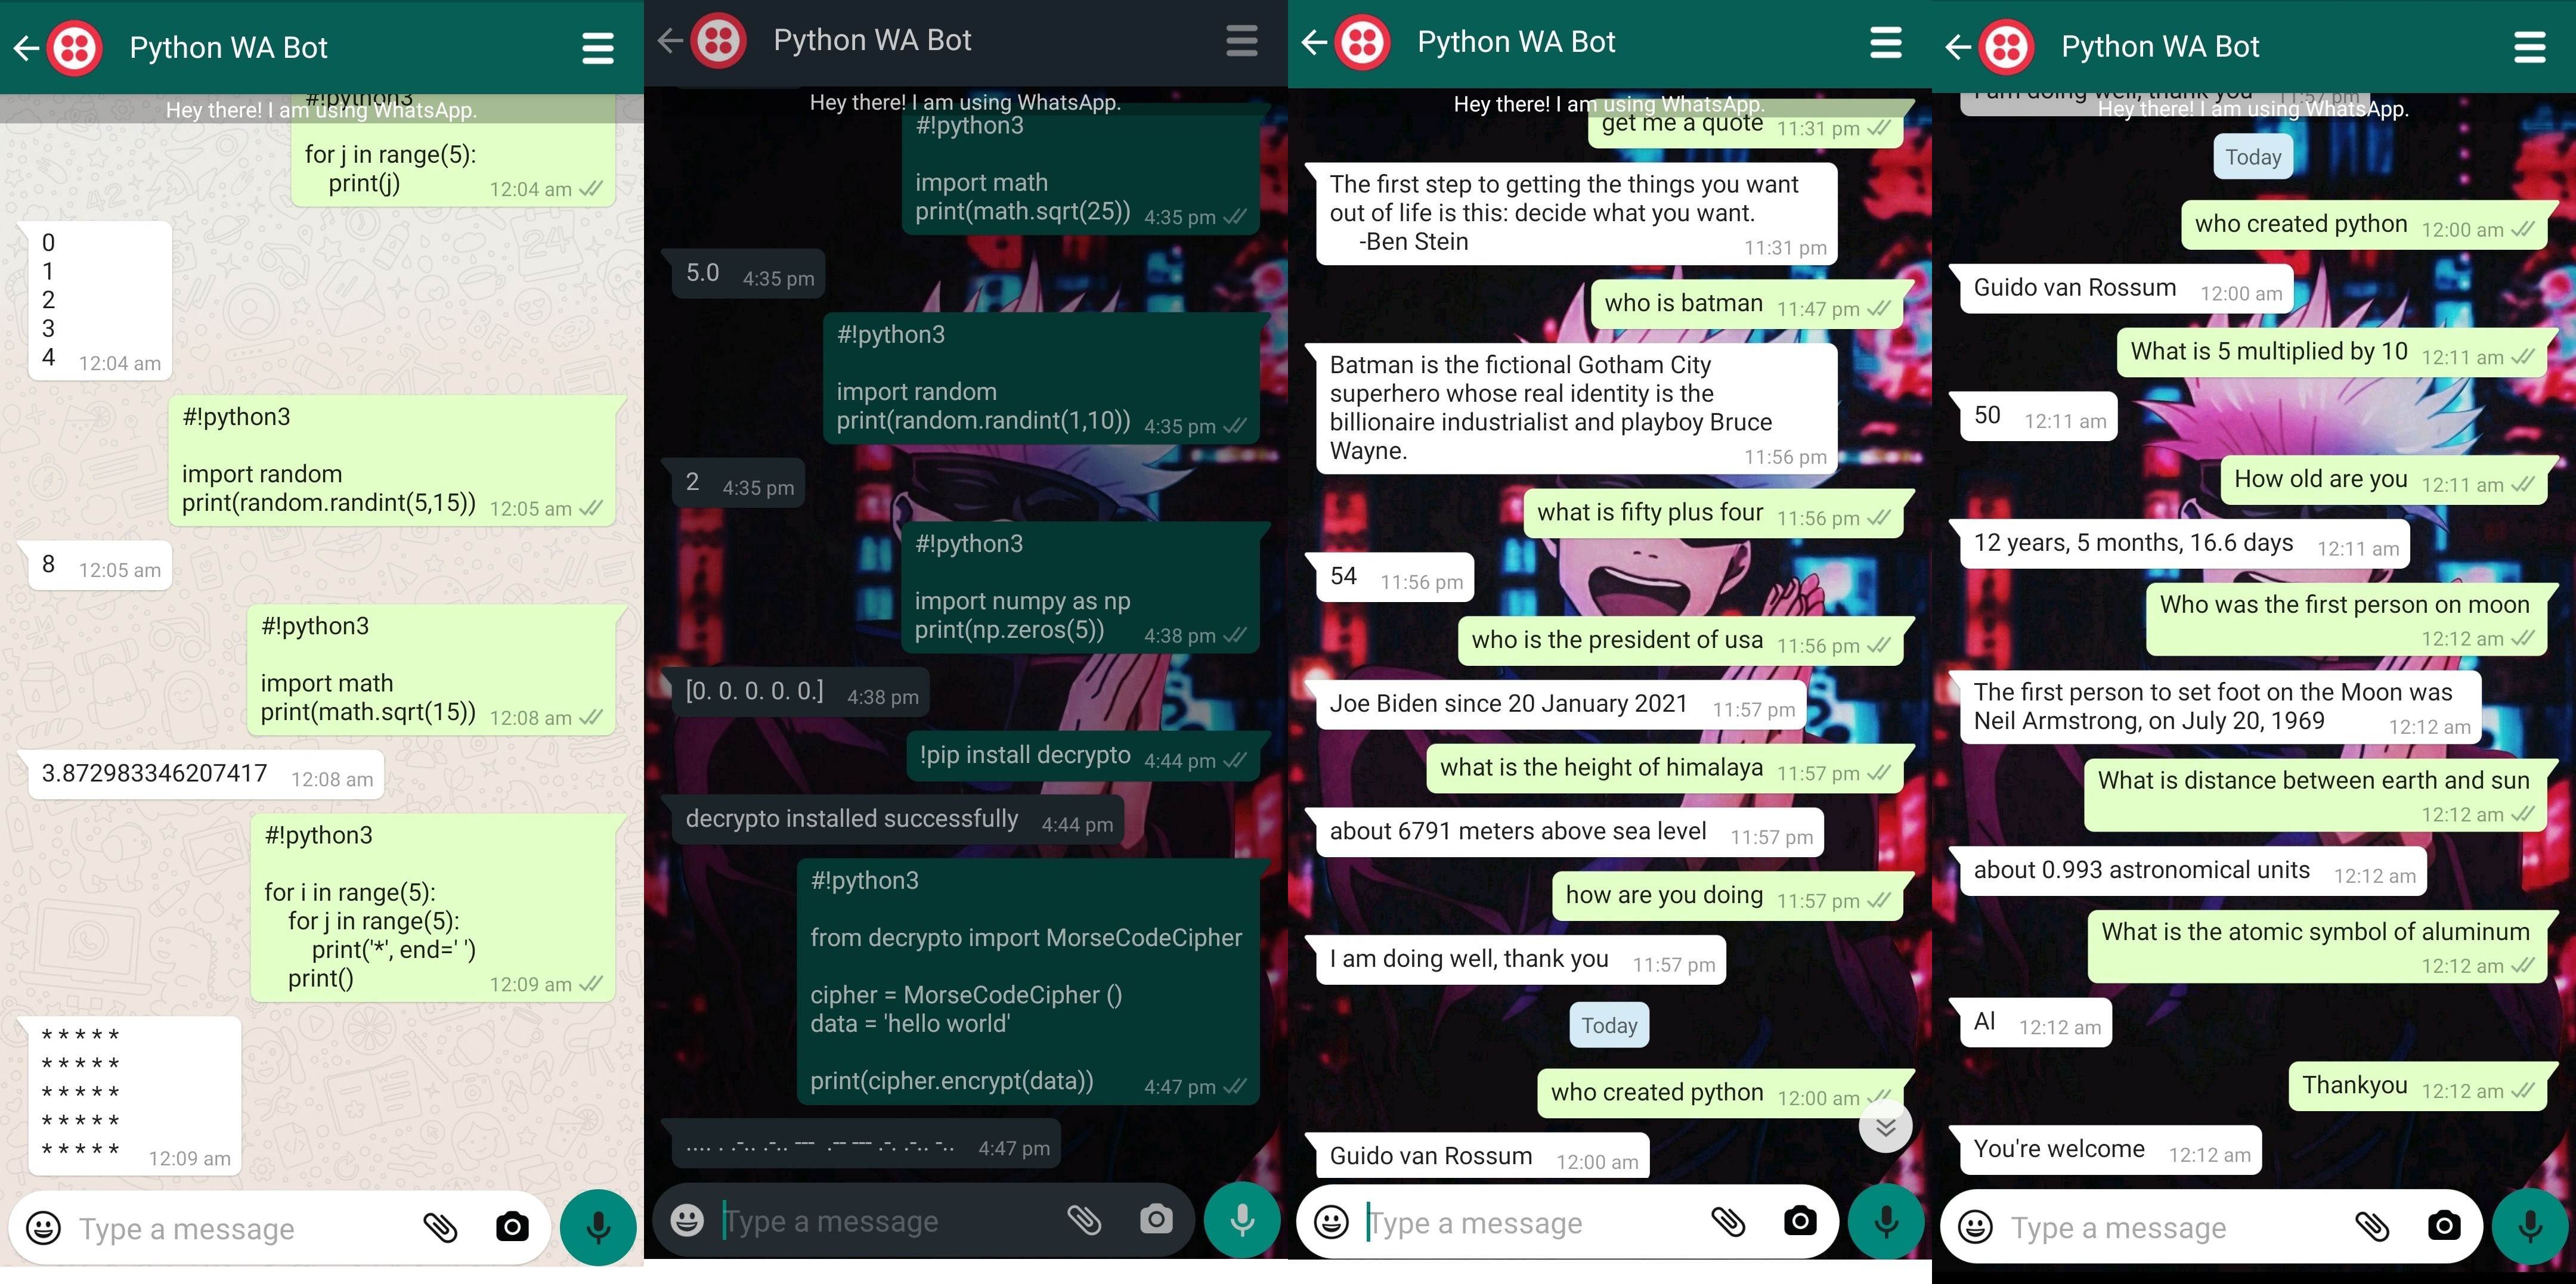 Python WA Bot
#!python3
Hey there! I am using WhatsApp.
for j in range(5):
print(j) 12:04 am
0
1
2
3
4 12:04 am
#!python3
import random
print(random.randint(5,15)) 12:05 am
8 12:05 am
#!python3
import math
print(math.sqrt(15)) 12:08 am
3.872983346207417 12:08 am
#!python3
for i in range(5):
for j in range(5):
print('*', end=' ')
print() 12:09 am
* * * * *
* * * * *
* * * * *
* * * * *
* * * * * 12:09 am
Type a message
Python WA Bot
Hey there! I am using WhatsApp.
#!python3
import math
print(math.sqrt(25)) 4:35 pm
5.0 4:35 pm
#!python3
import random
print(random.randint(1,10)) 4:35 pm
2 4:35 pm
#!python3
import numpy as np
print(np.zeros(5)) 4:38 pm
[0. 0. 0. 0. 0.] 4:38 pm
!pip install decrypto 4:44 pm
decrypto installed successfully 4:44 pm
#!python3
from decrypto import MorseCodeCipher
cipher = MorseCodeCipher ()
data = 'hello world'
print(cipher.encrypt(data)) 4:47 pm
.... . .-.. .-.. --- .-- --- .-. .-.. -.. 4:47 pm
Type a message
Python WA Bot
Hey there! I am using WhatsApp.
get me a quote 11:31 pm
The first step to getting the things you want
out of life is this: decide what you want.
-Ben Stein 11:31 pm
who is batman 11:47 pm
Batman is the fictional Gotham City
superhero whose real identity is the
billionaire industrialist and playboy Bruce
Wayne. 11:56 pm
what is fifty plus four 11:56 pm
54 11:56 pm
who is the president of usa 11:56 pm
Joe Biden since 20 January 2021 11:57 pm
what is the height of himalaya 11:57 pm
about 6791 meters above sea level 11:57 pm
how are you doing 11:57 pm
I am doing well, thank you 11:57 pm
Today
who created python 12:00 am
Guido van Rossum 12:00 am
Type a message
Python WA Bot
I am doing well, thank you 11:57 pm
Hey there! I am using WhatsApp.
Today
who created python 12:00 am
Guido van Rossum 12:00 am
What is 5 multiplied by 10 12:11 am
50 12:11 am
How old are you 12:11 am
12 years, 5 months, 16.6 days 12:11 am
Who was the first person on moon
12:12 am
The first person to set foot on the Moon was
Neil Armstrong, on July 20, 1969 12:12 am
What is distance between earth and sun
12:12 am
about 0.993 astronomical units 12:12 am
What is the atomic symbol of aluminum
12:12 am
Al 12:12 am
Thankyou 12:12 am
You're welcome 12:12 am
Type a message